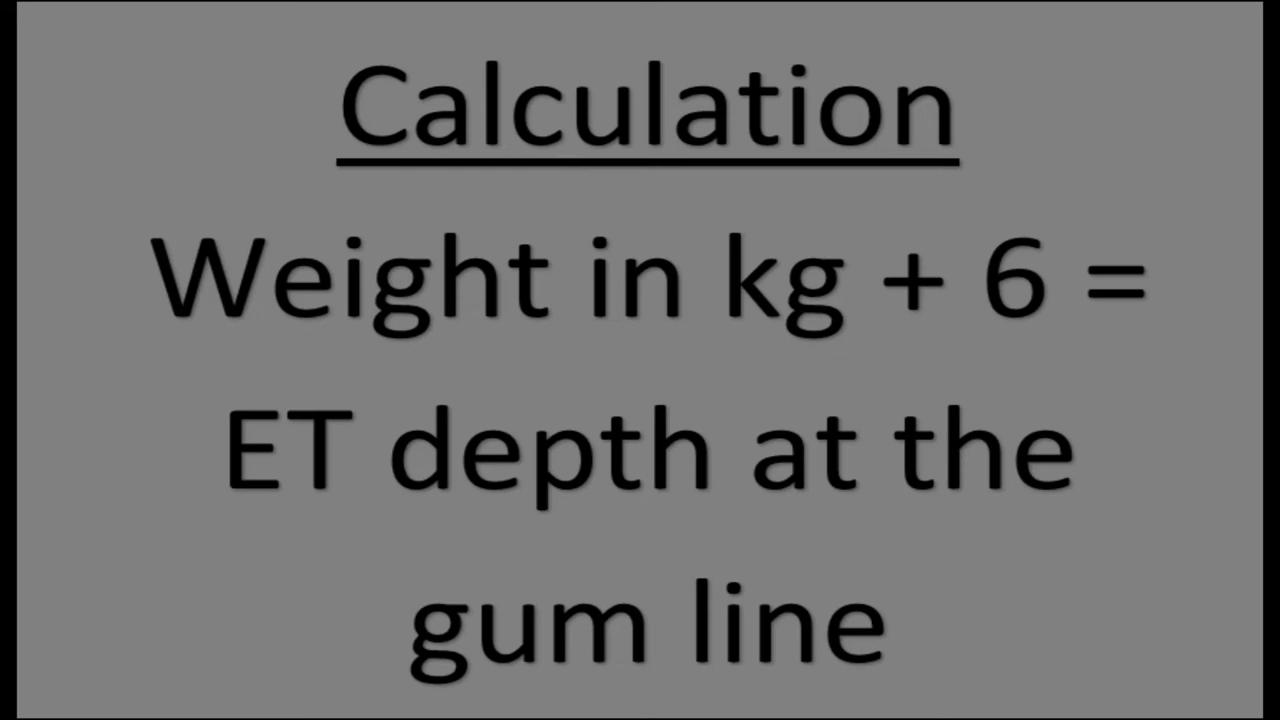 Calculation
Weight in kg + 6 =
ET depth at the
gum line